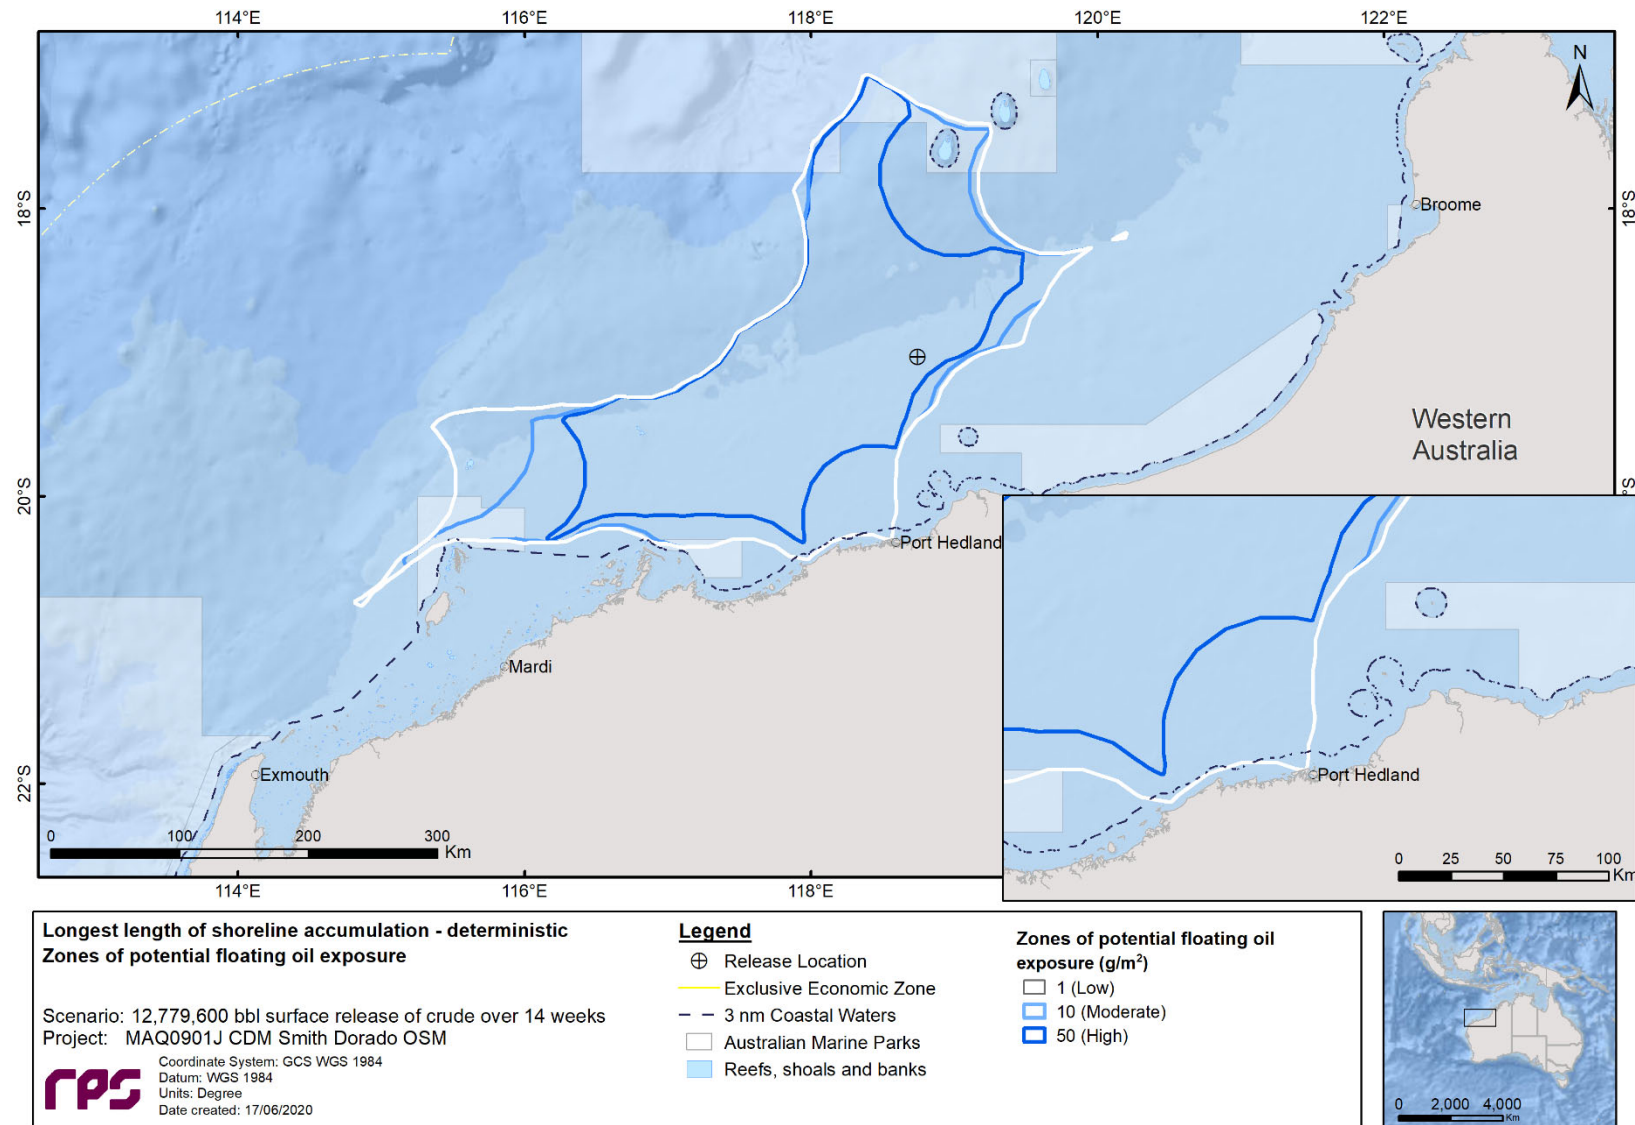 114°E
116°E
118°E
120°E
122°E
N
18°S
18°S
Broome
Western
Australia
20°S
°S
Port Hedland
Mardi
Exmouth
22°S
0
100
200
300
Km
Port Hedland
0
25
50
75
100
Km
114°E
116°E
118°E
Longest length of shoreline accumulation - deterministic
Zones of potential floating oil exposure
Scenario: 12,779,600 bbl surface release of crude over 14 weeks
Project: MAQ0901J CDM Smith Dorado OSM
rps
Coordinate System: GCS WGS 1984
Datum: WGS 1984
Units: Degree
Date created: 17/06/2020
Legend
Release Location
Exclusive Economic Zone
3 nm Coastal Waters
Australian Marine Parks
Reefs, shoals and banks
Zones of potential floating oil
exposure (g/m²)
1 (Low)
10 (Moderate)
50 (High)
0
2,000
4,000
Km